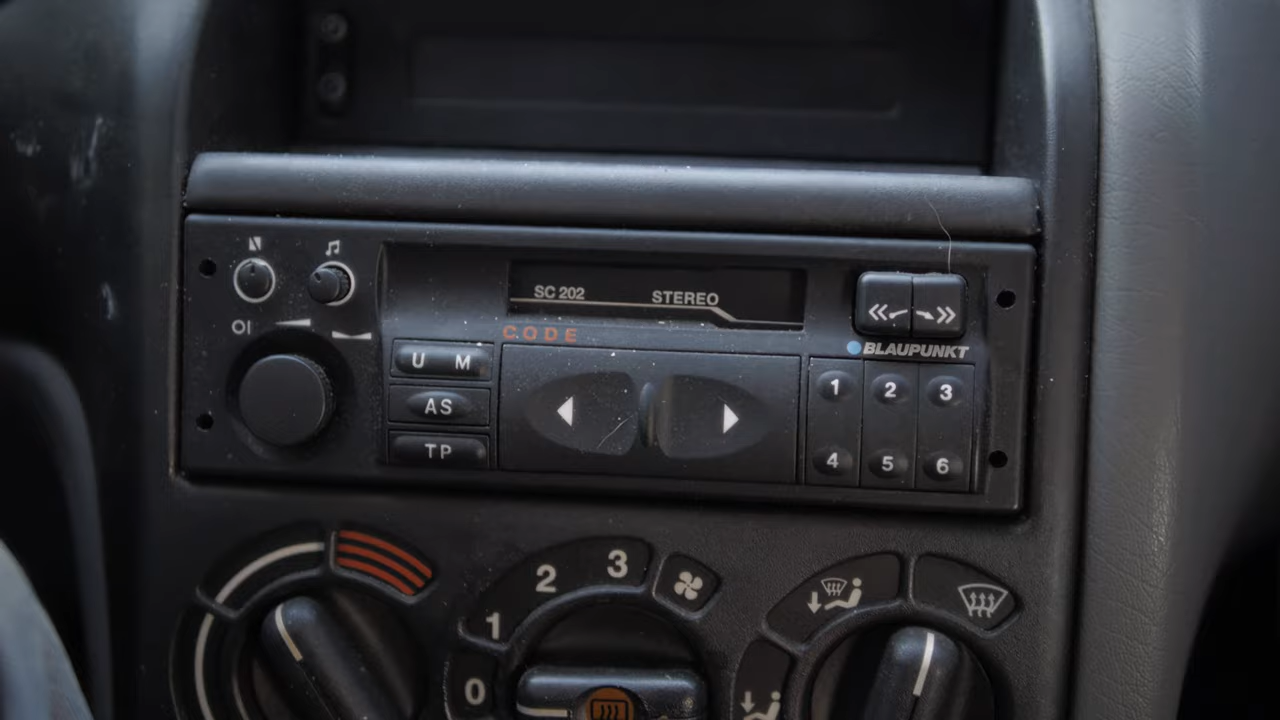 OI
SC 202 STEREO
CODE
BLAUPUNKT
U M
AS
TP
1 2 3
4 5 6
0 1 2 3